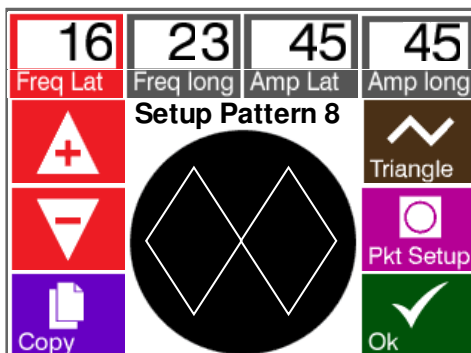 16 23 45 45
Freq Lat Freq long Amp Lat Amp long
Setup Pattern 8
+
Triangle
−
Pkt Setup
Copy
Ok